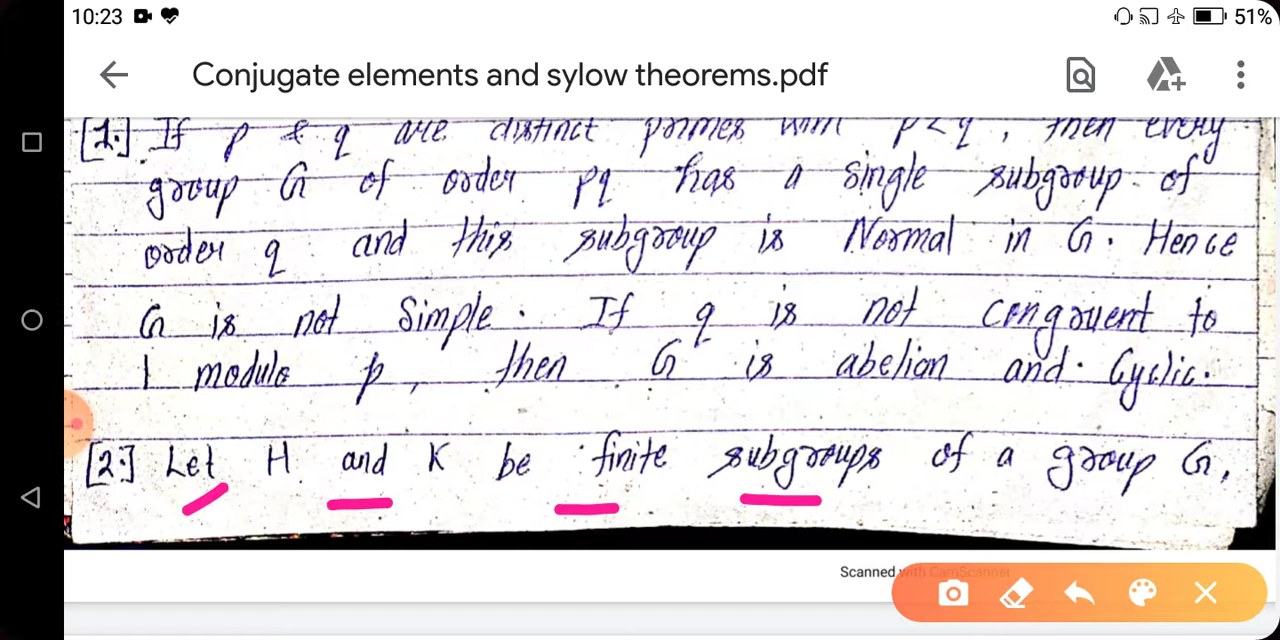 10:23
51%
Conjugate elements and sylow theorems.pdf
[1.] If p & q are distinct primes with p<q, then every
group G of order pq has a single subgroup of
order q and this subgroup is Normal in G. Hence
G is not Simple. If q is not congruent to
1 modulo p, then G is abelian and Cyclic.
[2.] Let H and K be finite subgroups of a group G,
Scanned with CamScanner